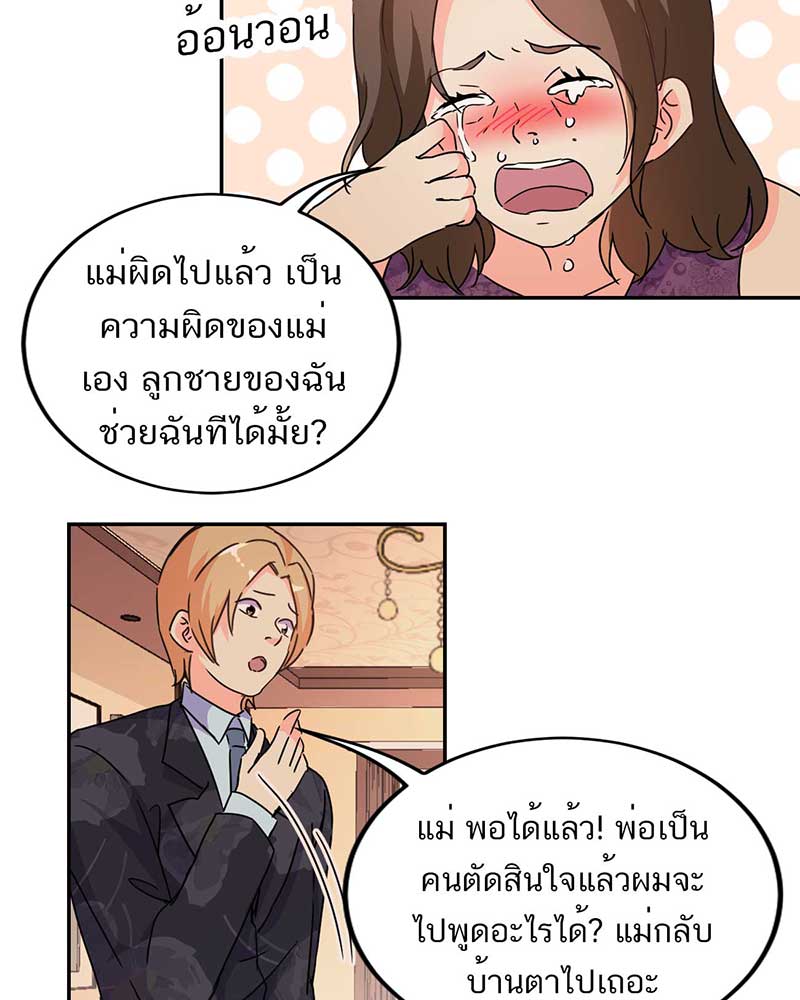 อ้อนวอน
แม่ผิดไปแล้ว เป็น
ความผิดของแม่
เอง ลูกชายของฉัน
ช่วยฉันทีได้มั้ย?
แม่ พอได้แล้ว! พ่อเป็น
คนตัดสินใจแล้วผมจะ
ไปพูดอะไรได้? แม่กลับ
บ้านตาไปเถอะ